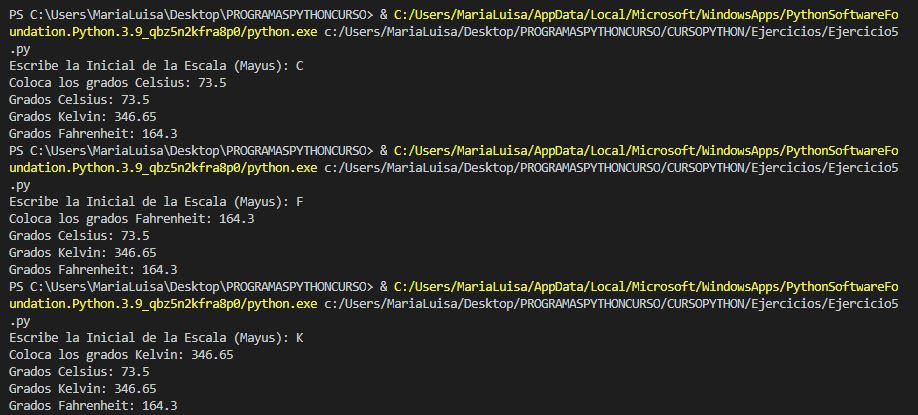 PS C:\Users\MariaLuisa\Desktop\PROGRAMASPYTHONCURSO> & C:/Users/MariaLuisa/AppData/Local/Microsoft/WindowsApps/PythonSoftwareFo
undation.Python.3.9_qbz5n2kfra8p0/python.exe c:/Users/MariaLuisa/Desktop/PROGRAMASPYTHONCURSO/CURSOPYTHON/Ejercicios/Ejercicio5
.py
Escribe la Inicial de la Escala (Mayus): C
Coloca los grados Celsius: 73.5
Grados Celsius: 73.5
Grados Kelvin: 346.65
Grados Fahrenheit: 164.3
PS C:\Users\MariaLuisa\Desktop\PROGRAMASPYTHONCURSO> & C:/Users/MariaLuisa/AppData/Local/Microsoft/WindowsApps/PythonSoftwareFo
undation.Python.3.9_qbz5n2kfra8p0/python.exe c:/Users/MariaLuisa/Desktop/PROGRAMASPYTHONCURSO/CURSOPYTHON/Ejercicios/Ejercicio5
.py
Escribe la Inicial de la Escala (Mayus): F
Coloca los grados Fahrenheit: 164.3
Grados Celsius: 73.5
Grados Kelvin: 346.65
Grados Fahrenheit: 164.3
PS C:\Users\MariaLuisa\Desktop\PROGRAMASPYTHONCURSO> & C:/Users/MariaLuisa/AppData/Local/Microsoft/WindowsApps/PythonSoftwareFo
undation.Python.3.9_qbz5n2kfra8p0/python.exe c:/Users/MariaLuisa/Desktop/PROGRAMASPYTHONCURSO/CURSOPYTHON/Ejercicios/Ejercicio5
.py
Escribe la Inicial de la Escala (Mayus): K
Coloca los grados Kelvin: 346.65
Grados Celsius: 73.5
Grados Kelvin: 346.65
Grados Fahrenheit: 164.3